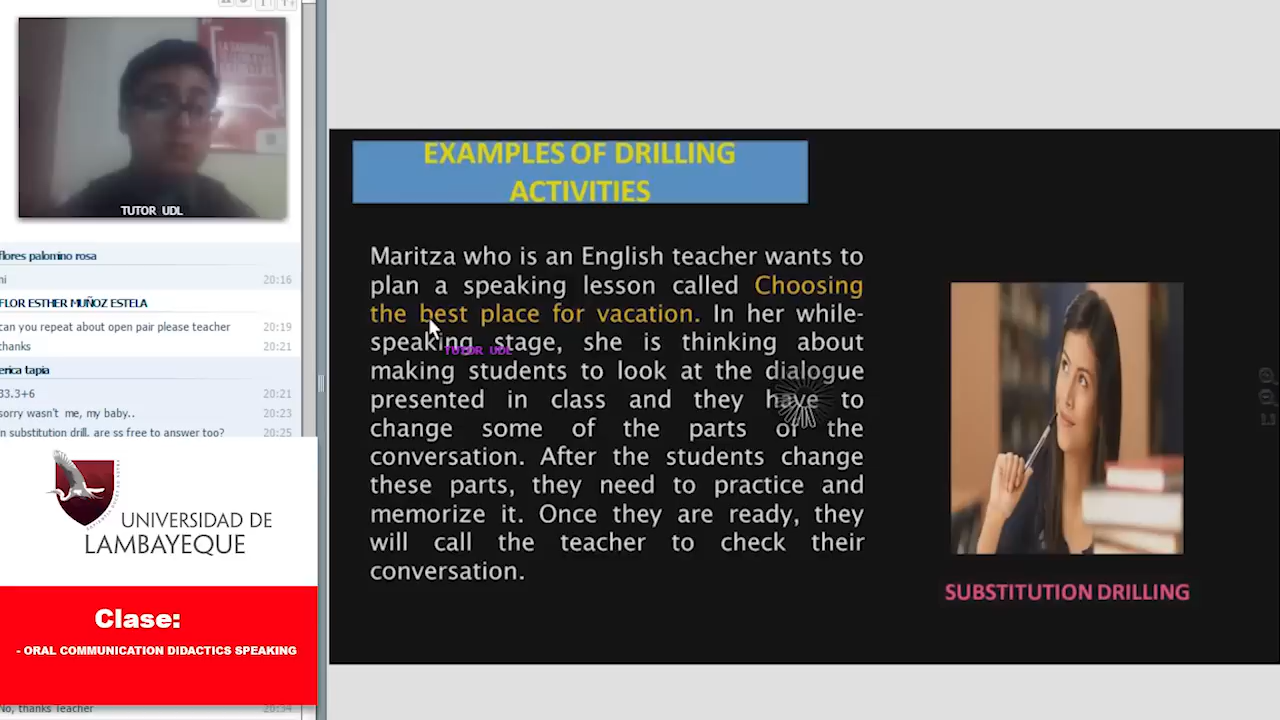 TUTOR UDL
flores palomino rosa
20:16
FLOR ESTHER MUÑOZ ESTELA
can you repeat about open pair please teacher 20:19
thanks 20:21
erica tapia
33.3+6 20:21
sorry wasn't me, my baby.. 20:23
n substitution drill, are ss free to answer too? 20:25
UNIVERSIDAD DE
LAMBAYEQUE
Clase:
- ORAL COMMUNICATION DIDACTICS SPEAKING
No, thanks Teacher
EXAMPLES OF DRILLING
ACTIVITIES
Maritza who is an English teacher wants to
plan a speaking lesson called Choosing
the best place for vacation. In her while-
speaking stage, she is thinking about
TUTOR UDL
making students to look at the dialogue
presented in class and they have to
change some of the parts of the
conversation. After the students change
these parts, they need to practice and
memorize it. Once they are ready, they
will call the teacher to check their
conversation.
SUBSTITUTION DRILLING